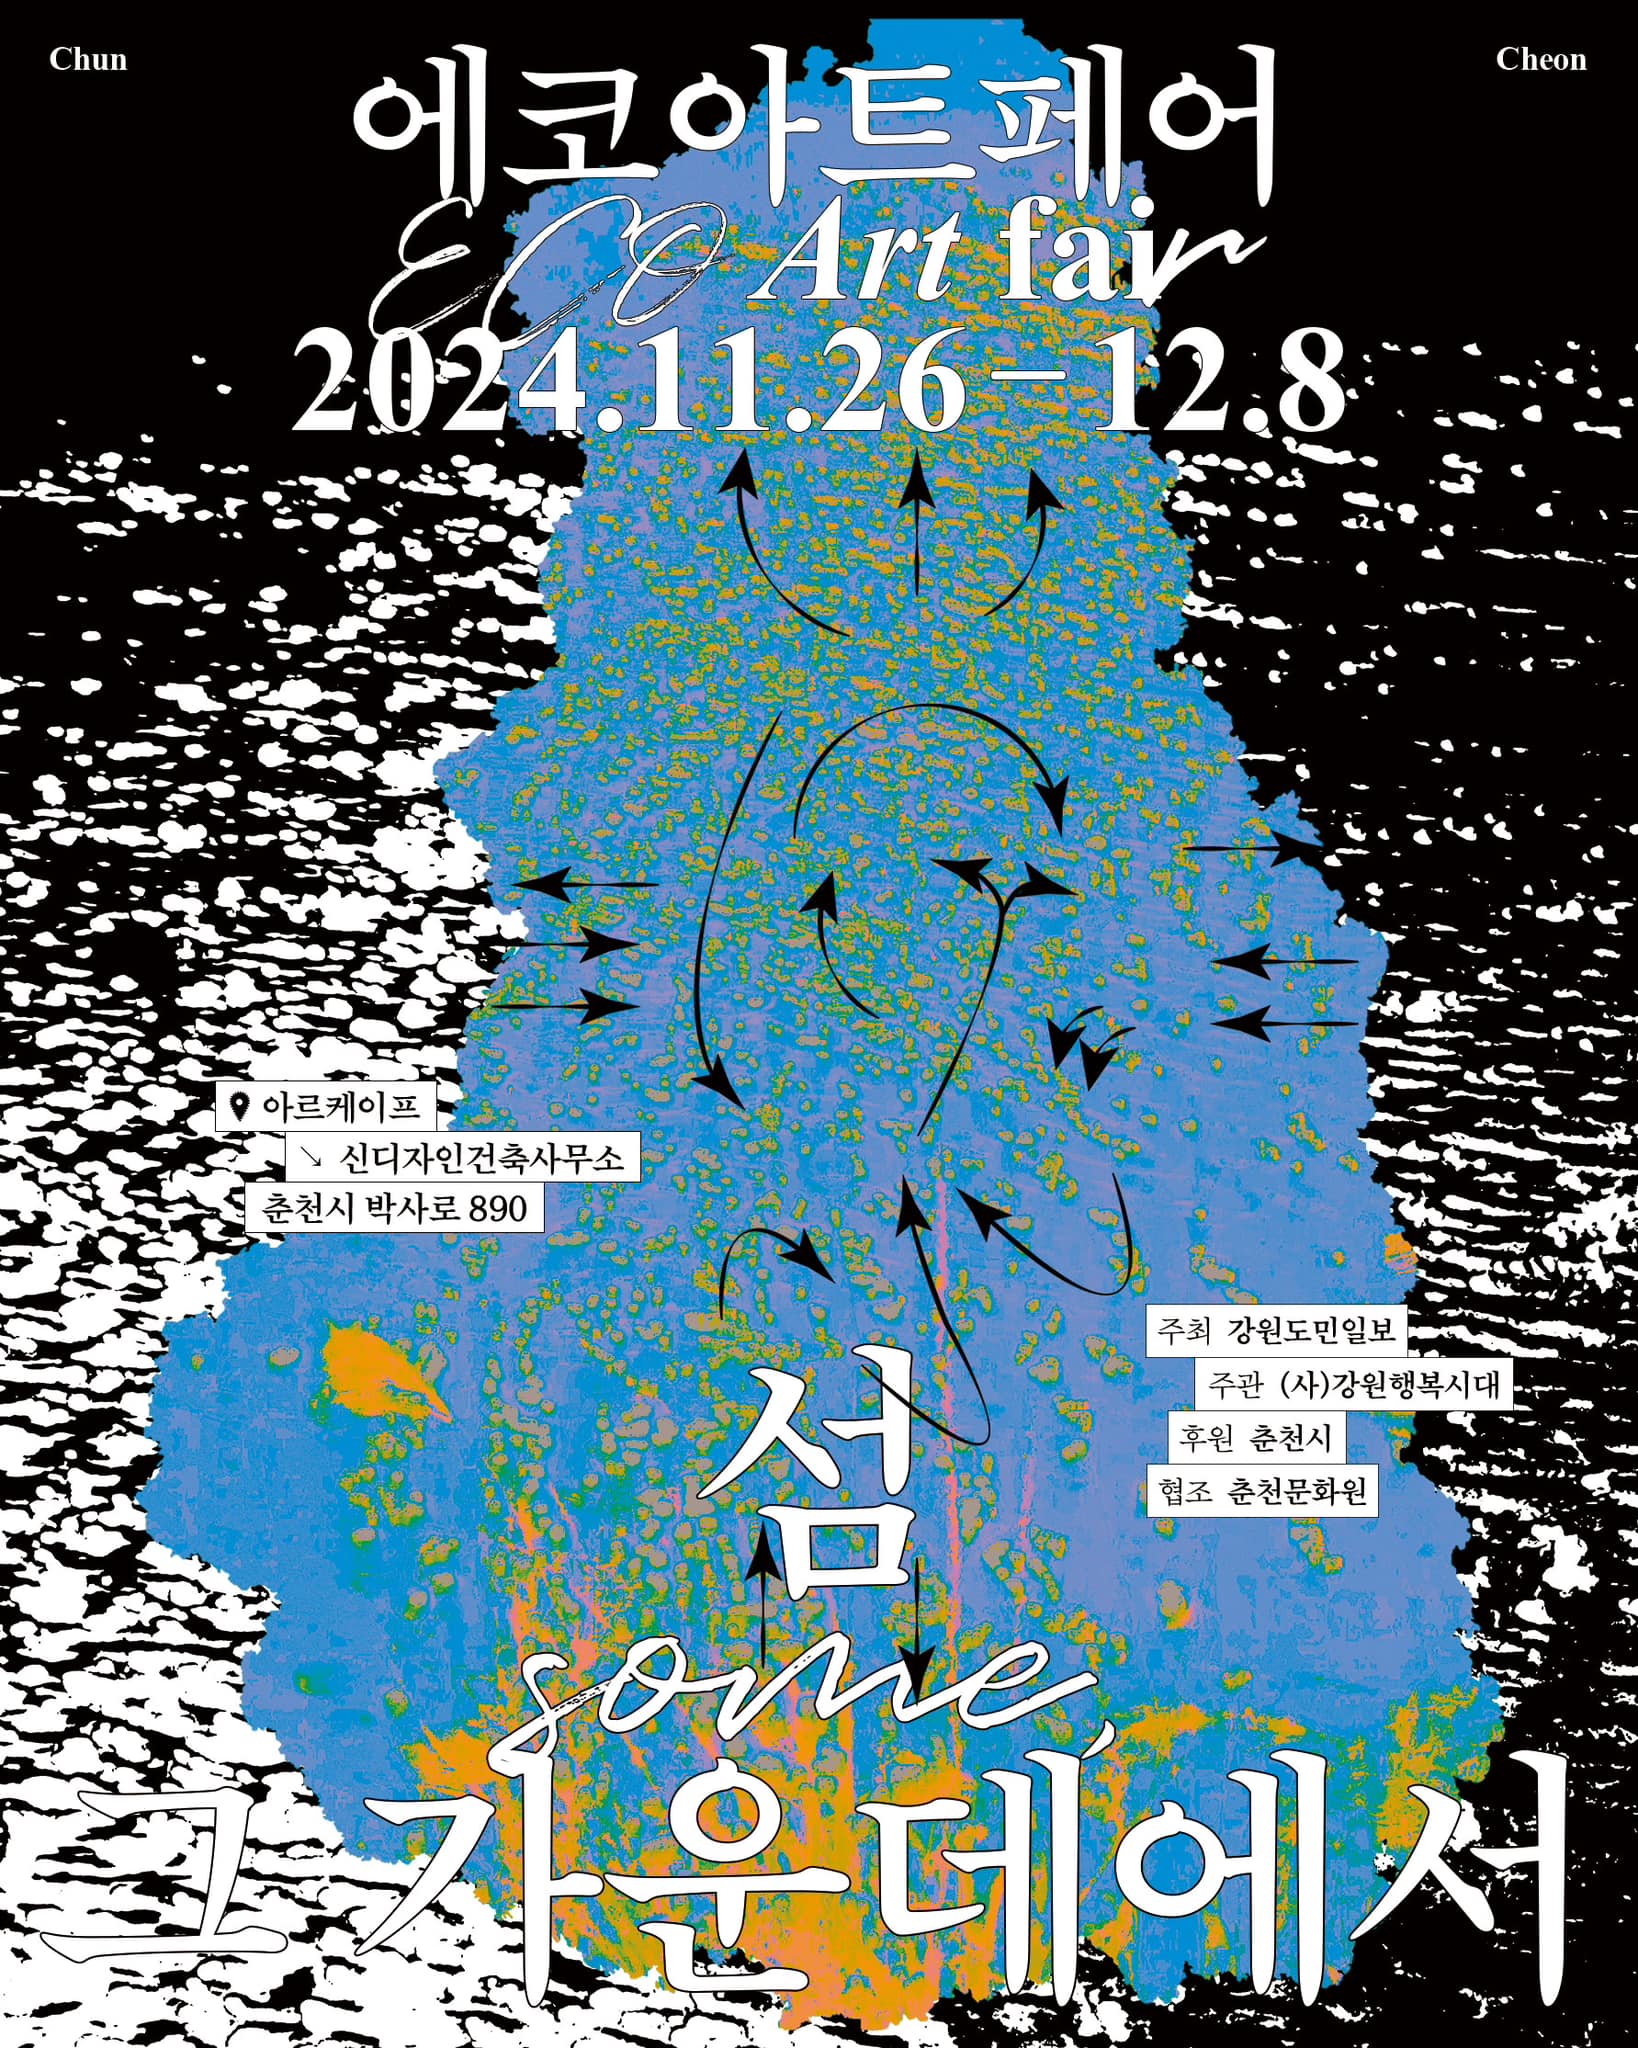 Chun
Cheon
에코아트페어
ECO Art fair
2024.11.26 – 12.8
아르케이프
↘ 신디자인건축사무소
춘천시 박사로 890
주최 강원도민일보
주관 (사)강원행복시대
후원 춘천시
협조 춘천문화원
섬
some,
그 가운데에서